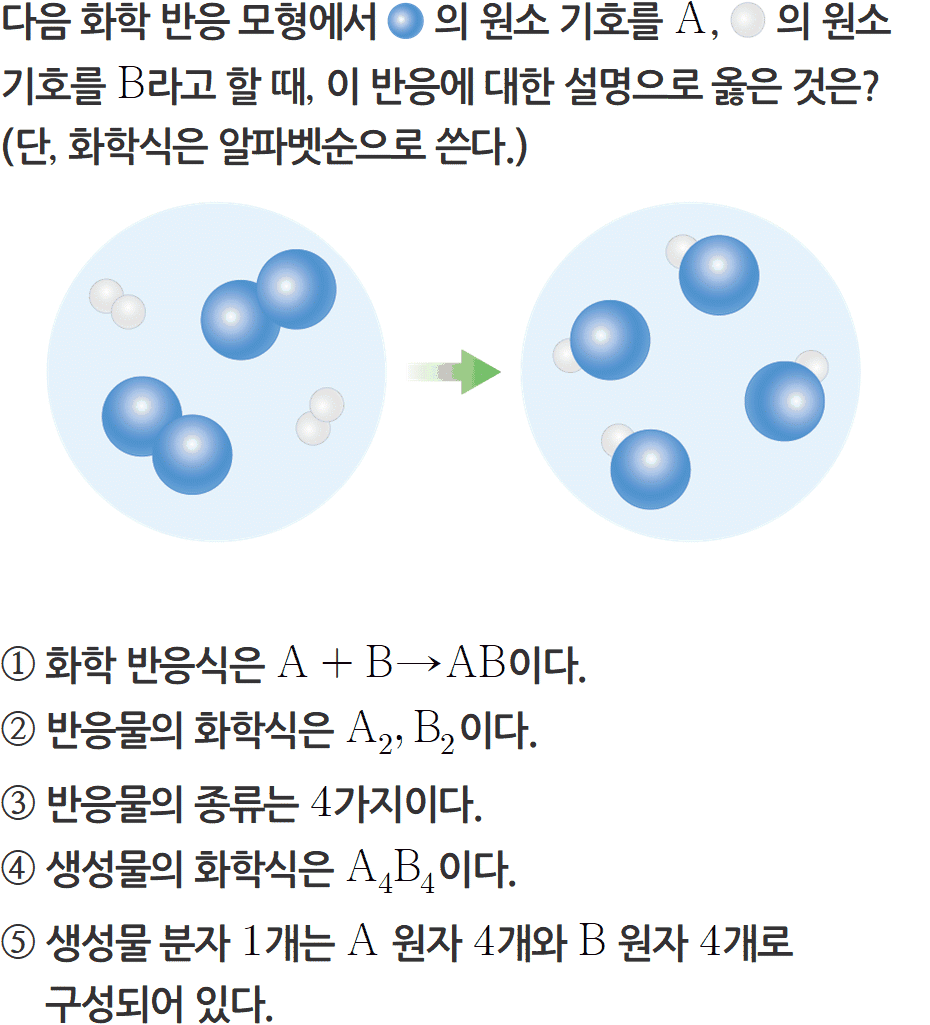 다음 화학 반응 모형에서 의 원소 기호를 A, 의 원소
기호를 B라고 할 때, 이 반응에 대한 설명으로 옳은 것은?
(단, 화학식은 알파벳순으로 쓴다.)
① 화학 반응식은 A + B→AB이다.
② 반응물의 화학식은 A₂, B₂이다.
③ 반응물의 종류는 4가지이다.
④ 생성물의 화학식은 A₄B₄이다.
⑤ 생성물 분자 1개는 A 원자 4개와 B 원자 4개로
구성되어 있다.